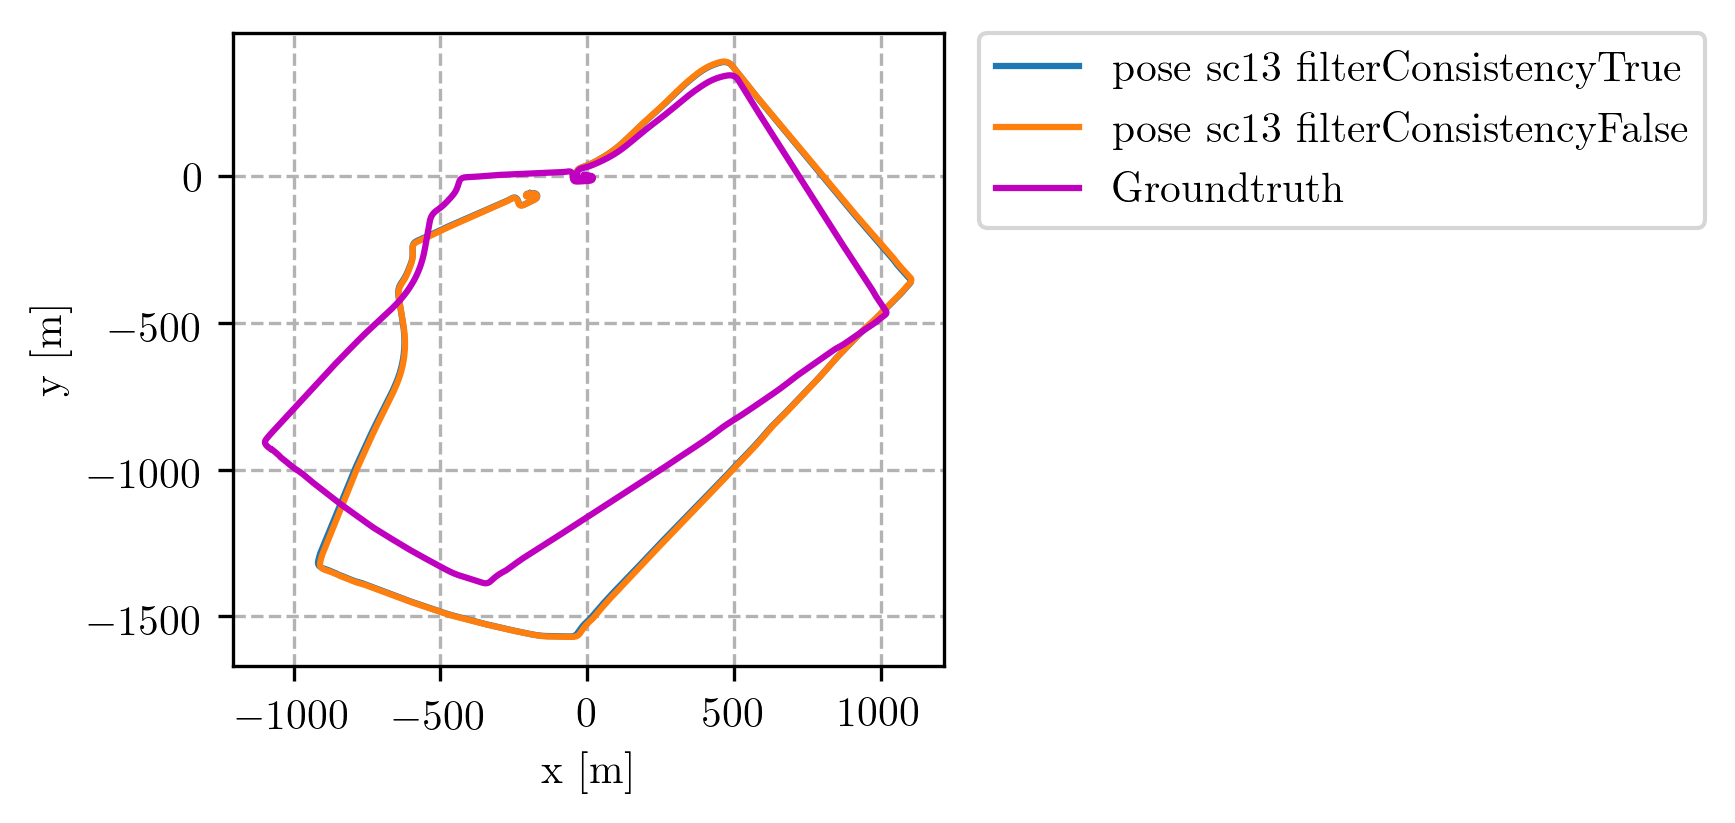 pose sc13 filterConsistencyTrue
pose sc13 filterConsistencyFalse
Groundtruth
0
−500
−1000
−1500
y [m]
−1000 −500 0 500 1000
x [m]